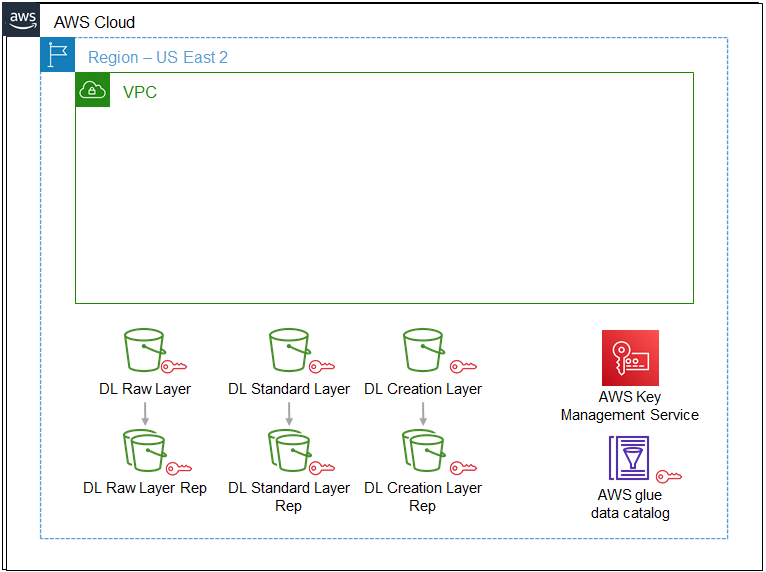 aws
AWS Cloud
Region – US East 2
VPC
DL Raw Layer
DL Standard Layer
DL Creation Layer
AWS Key
Management Service
DL Raw Layer Rep
DL Standard Layer
Rep
DL Creation Layer
Rep
AWS glue
data catalog